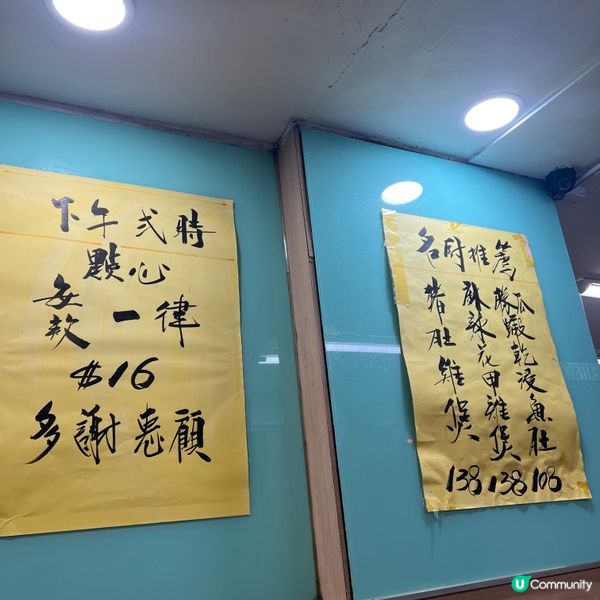 下午弍時
點心
每款一律
$16
多謝惠顧
名厨推薦
勝瓜蝦乾浸魚肚
麻辣花甲雞煲
猪肚雞煲
138 138 108
U Community